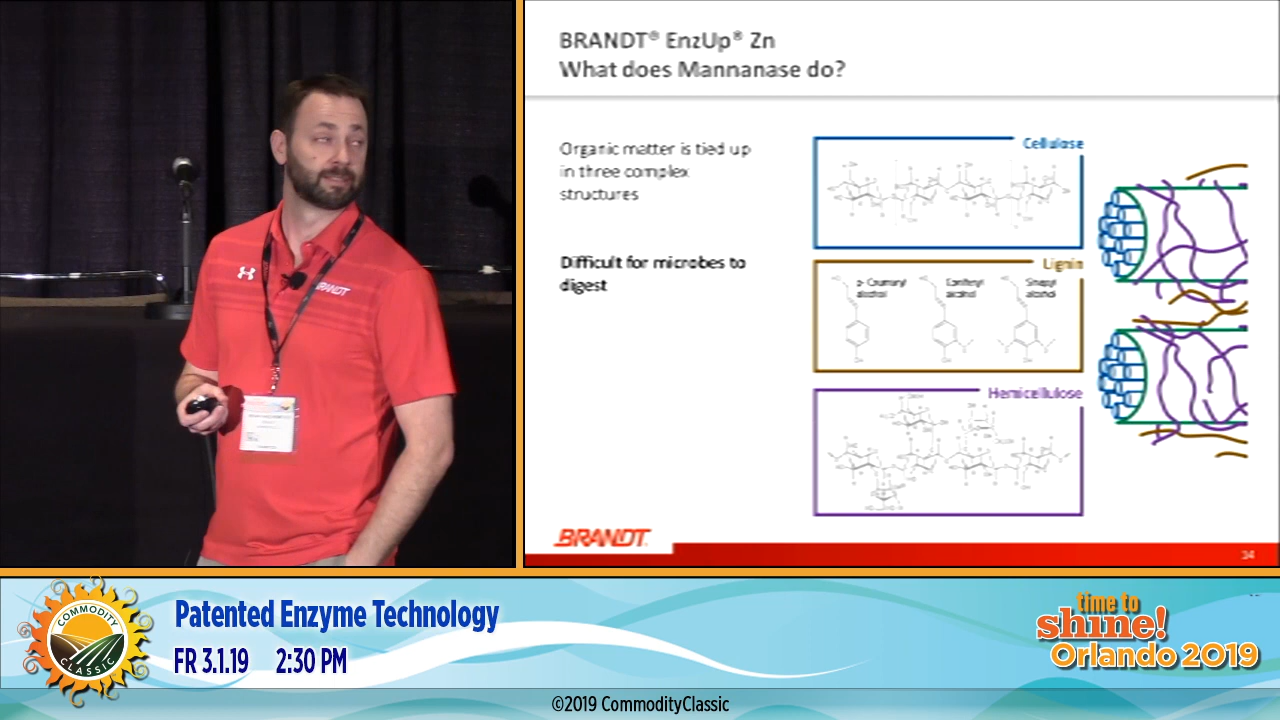 BRANDT
BRANDT® EnzUp® Zn
What does Mannanase do?
Organic matter is tied up
in three complex
structures
Difficult for microbes to
digest
Cellulose
Lignin
p- Coumaryl
alcohol
Coniferyl
alcohol
Sinapyl
alcohol
Hemicellulose
BRANDT
34
COMMODITY
CLASSIC
Patented Enzyme Technology
FR 3.1.19 2:30 PM
time to
shine!
Orlando 2019
©2019 CommodityClassic